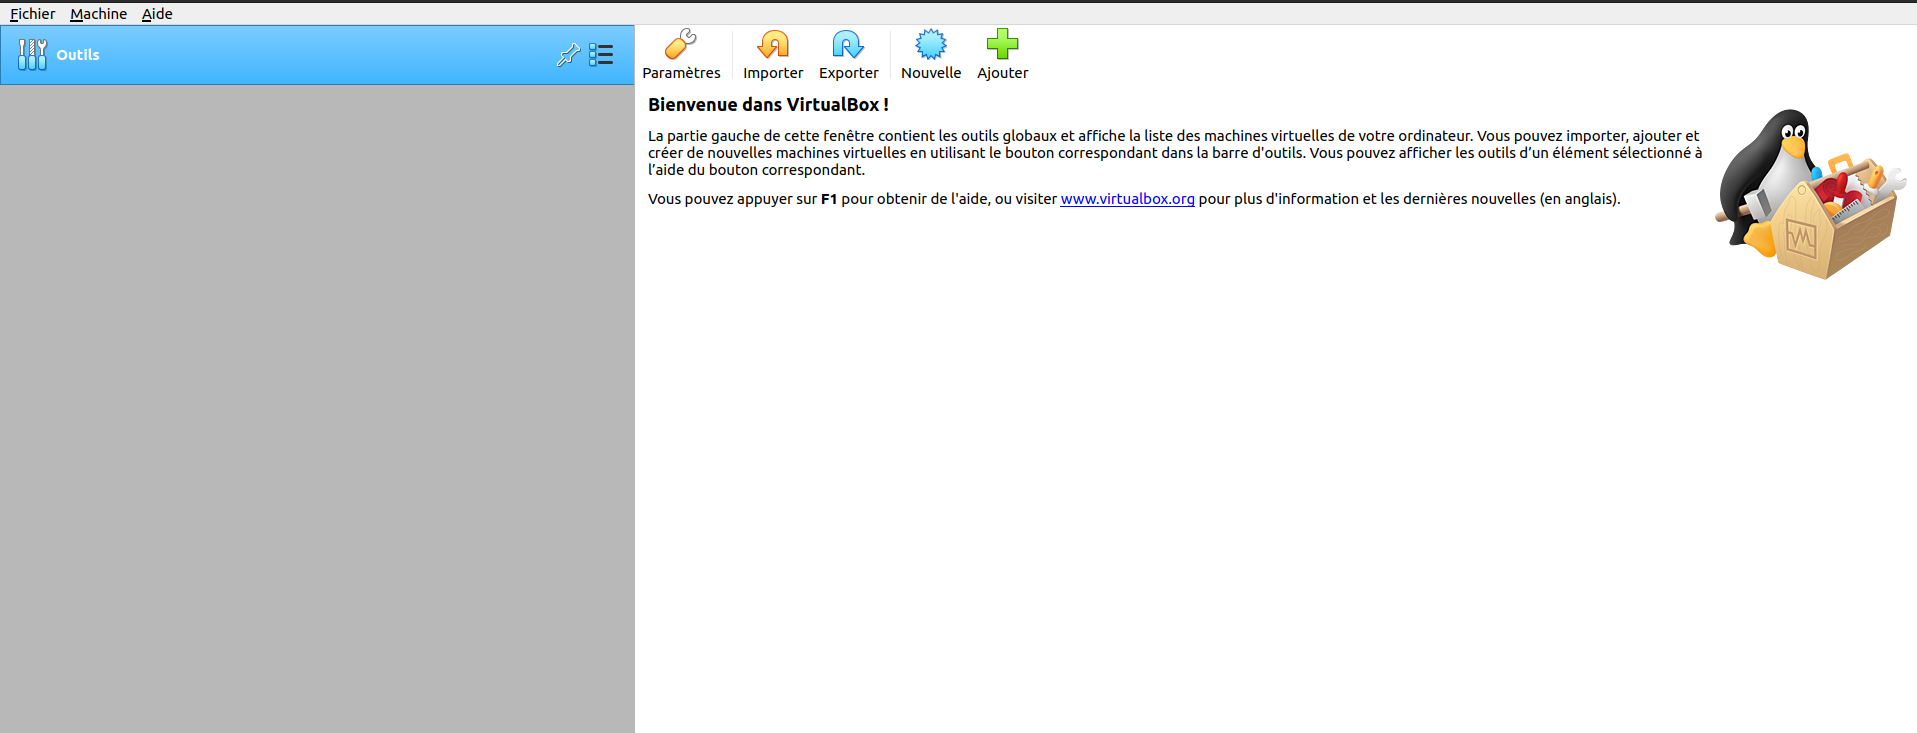 Fichier Machine Aide
Outils
Paramètres Importer Exporter Nouvelle Ajouter
Bienvenue dans VirtualBox !
La partie gauche de cette fenêtre contient les outils globaux et affiche la liste des machines virtuelles de votre ordinateur. Vous pouvez importer, ajouter et
créer de nouvelles machines virtuelles en utilisant le bouton correspondant dans la barre d'outils. Vous pouvez afficher les outils d’un élément sélectionné à
l’aide du bouton correspondant.
Vous pouvez appuyer sur F1 pour obtenir de l'aide, ou visiter www.virtualbox.org pour plus d'information et les dernières nouvelles (en anglais).